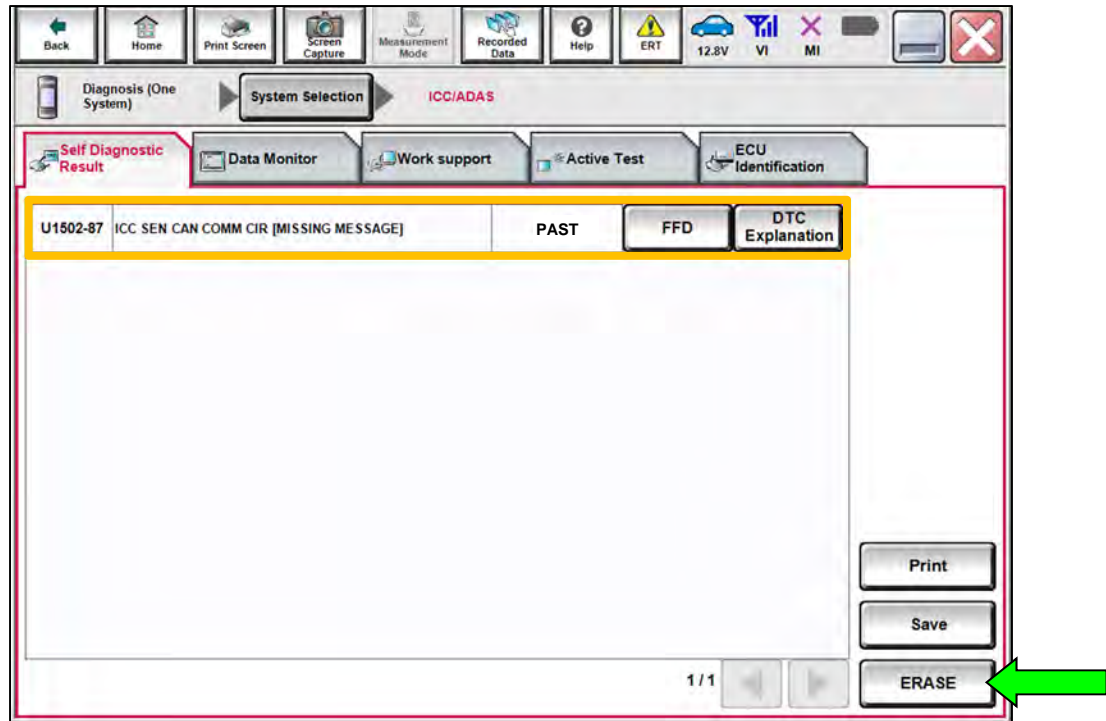 Back
Home
Print Screen
Screen
Capture
Measurement
Mode
Recorded
Data
Help
ERT
12.8V
VI
MI
Diagnosis (One
System)
System Selection
ICC/ADAS
Self Diagnostic
Result
Data Monitor
Work support
Active Test
ECU
Identification
U1502-87 ICC SEN CAN COMM CIR [MISSING MESSAGE] PAST FFD
DTC
Explanation
Print
Save
1/1
ERASE